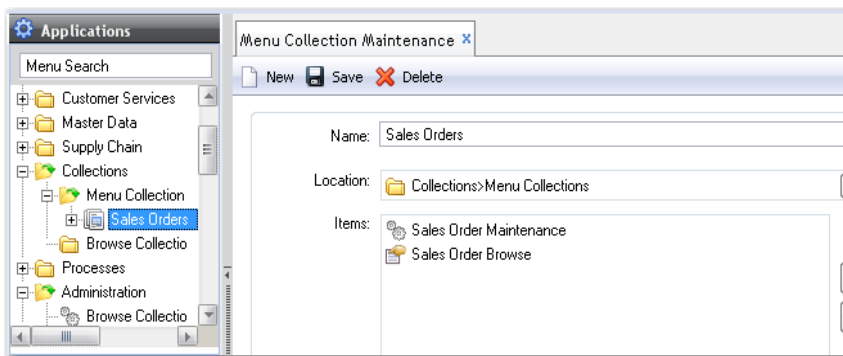 Applications
Menu Search
Customer Services
Master Data
Supply Chain
Collections
Menu Collection
Sales Orders
Browse Collectio
Processes
Administration
Browse Collectio
Menu Collection Maintenance x
New Save Delete
Name: Sales Orders
Location: Collections>Menu Collections
Items: Sales Order Maintenance
Sales Order Browse